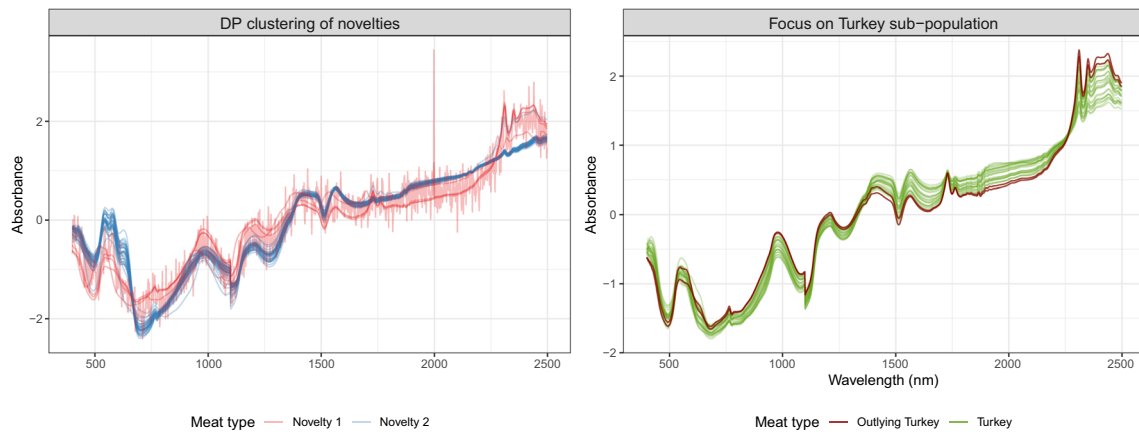 DP clustering of novelties
Absorbance
2
0
−2
500
1000
1500
2000
2500
Meat type
Novelty 1
Novelty 2
Focus on Turkey sub−population
Absorbance
2
1
0
−1
−2
500
1000
1500
2000
2500
Wavelength (nm)
Meat type
Outlying Turkey
Turkey